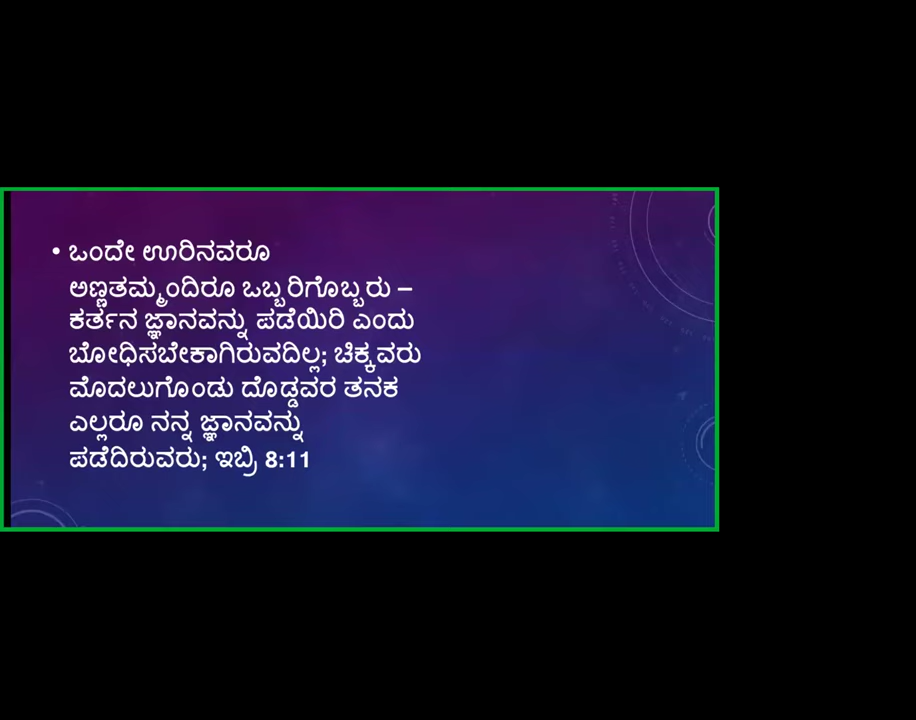 • ಒಂದೇ ಊರಿನವರೂ
ಅಣ್ಣತಮ್ಮಂದಿರೂ ಒಬ್ಬರಿಗೊಬ್ಬರು –
ಕರ್ತನ ಜ್ಞಾನವನ್ನು ಪಡೆಯಿರಿ ಎಂದು
ಬೋಧಿಸಬೇಕಾಗಿರುವದಿಲ್ಲ; ಚಿಕ್ಕವರು
ಮೊದಲುಗೊಂಡು ದೊಡ್ಡವರ ತನಕ
ಎಲ್ಲರೂ ನನ್ನ ಜ್ಞಾನವನ್ನು
ಪಡೆದಿರುವರು; ಇಬ್ರಿ 8:11